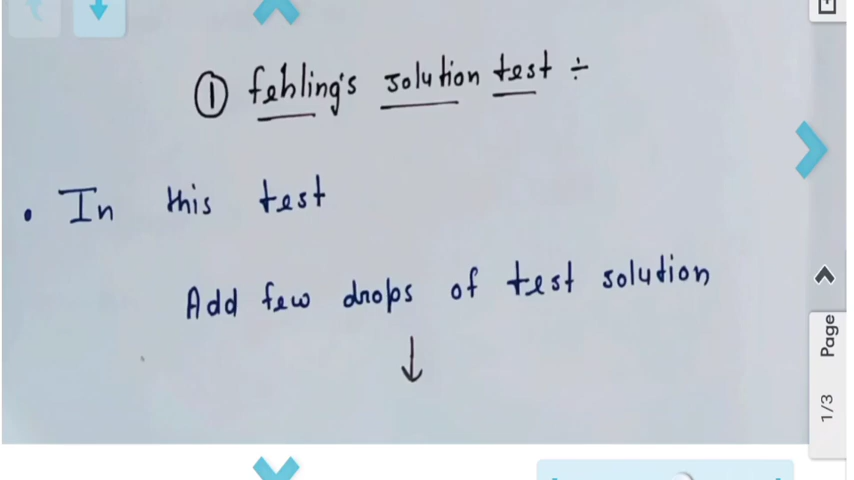 ① Fehling's solution test ÷
• In this test
Add few drops of test solution
↓
Page
1/3